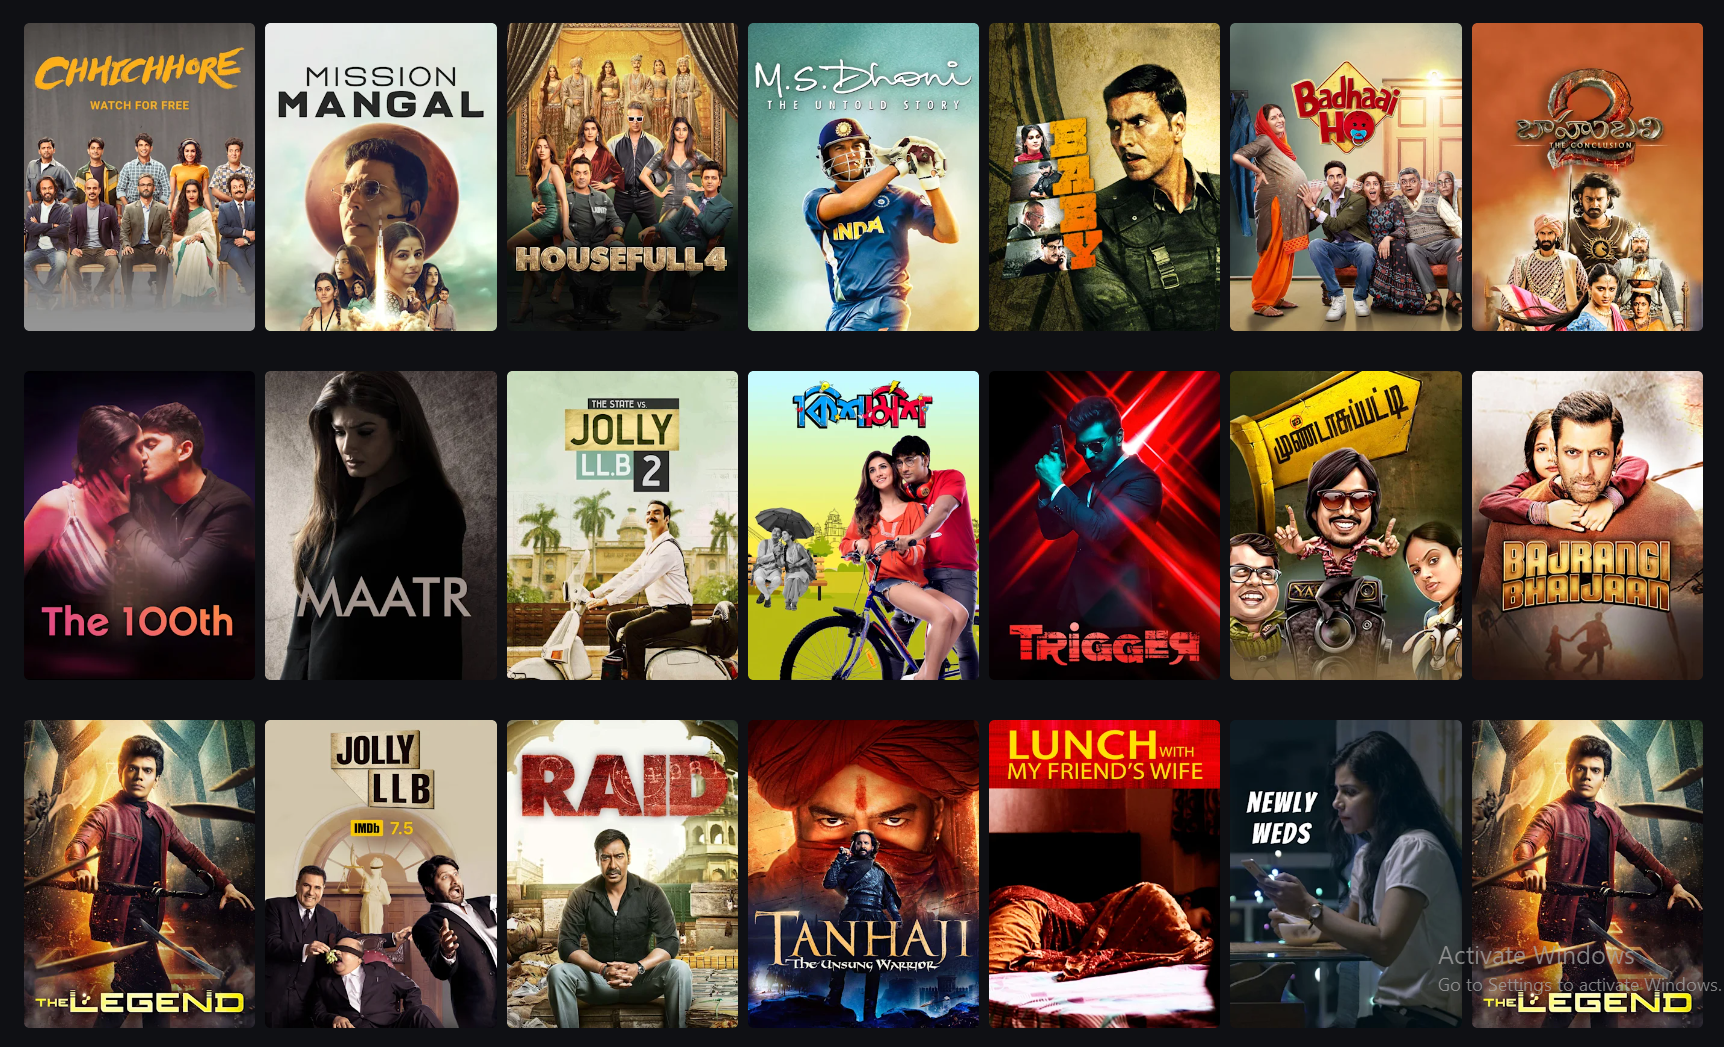 CHHICHHORE
WATCH FOR FREE
MISSION
MANGAL
HOUSEFULL 4
M.S.Dhoni
THE UNTOLD STORY
INDIA
BABY
Badhaai
HO
2
బాహుబలి
THE CONCLUSION
The 100th
MAATR
THE STATE VS.
JOLLY
LL.B
2
কিশমিশ
TRIGGER
முண்டாசுப்பட்டி
BAJRANGI
BHAIJAAN
THE LEGEND
JOLLY
LLB
IMDb 7.5
RAID
TANHAJI
The Unsung Warrior
LUNCH WITH
MY FRIEND'S WIFE
NEWLY
WEDS
THE LEGEND
Activate Windows
Go to Settings to activate Windows.